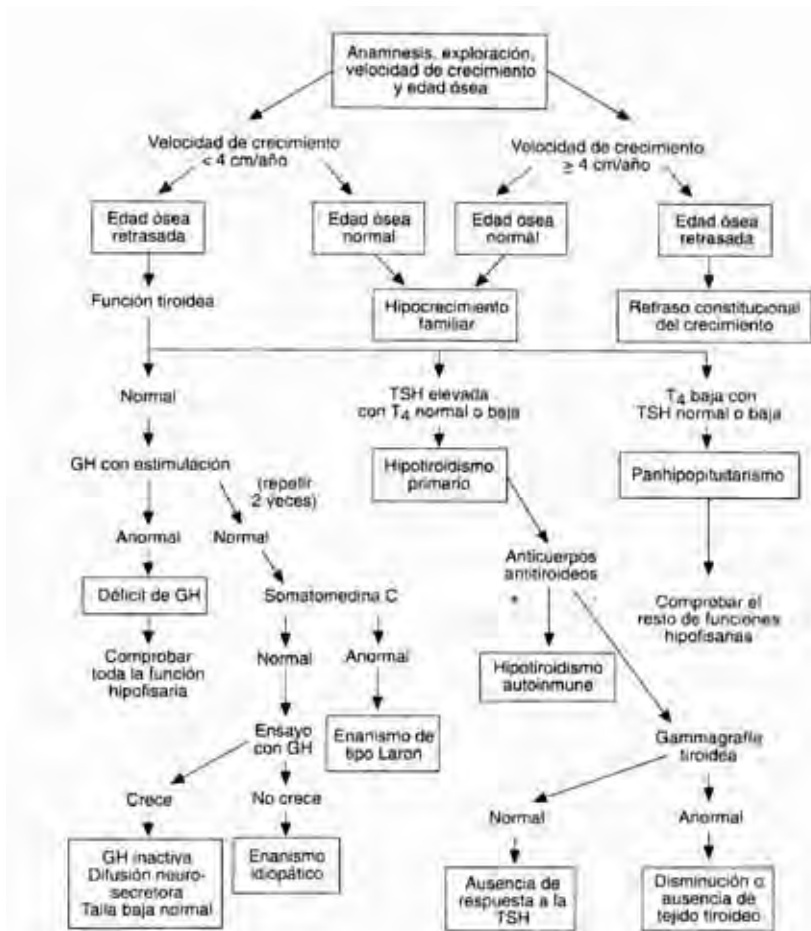 Anamnesis, exploración,
velocidad de crecimiento
y edad ósea
Velocidad de crecimiento
< 4 cm/año
Velocidad de crecimiento
≥ 4 cm/año
Edad ósea
retrasada
Edad ósea
normal
Edad ósea
normal
Edad ósea
retrasada
Función tiroidea
Hipocrecimiento
familiar
Retraso constitucional
del crecimiento
Normal
TSH elevada
con T4 normal o baja
T4 baja con
TSH normal o baja
GH con estimulación
(repetir
2 veces)
Hipotiroidismo
primario
Panhipopituitarismo
Anormal
Normal
Anticuerpos
antitiroideos
+
Déficit de GH
Somatomedina C
Comprobar el
resto de funciones
hipofisarias
Comprobar
toda la función
hipofisaria
Normal
Anormal
Hipotiroidismo
autoinmune
Ensayo
con GH
Enanismo de
tipo Laron
Gammagrafía
tiroidea
Crece
No crece
Normal
Anormal
GH inactiva
Difusión neuro-
secretora
Talla baja normal
Enanismo
idiopático
Ausencia de
respuesta a la
TSH
Disminución o
ausencia de
tejido tiroideo